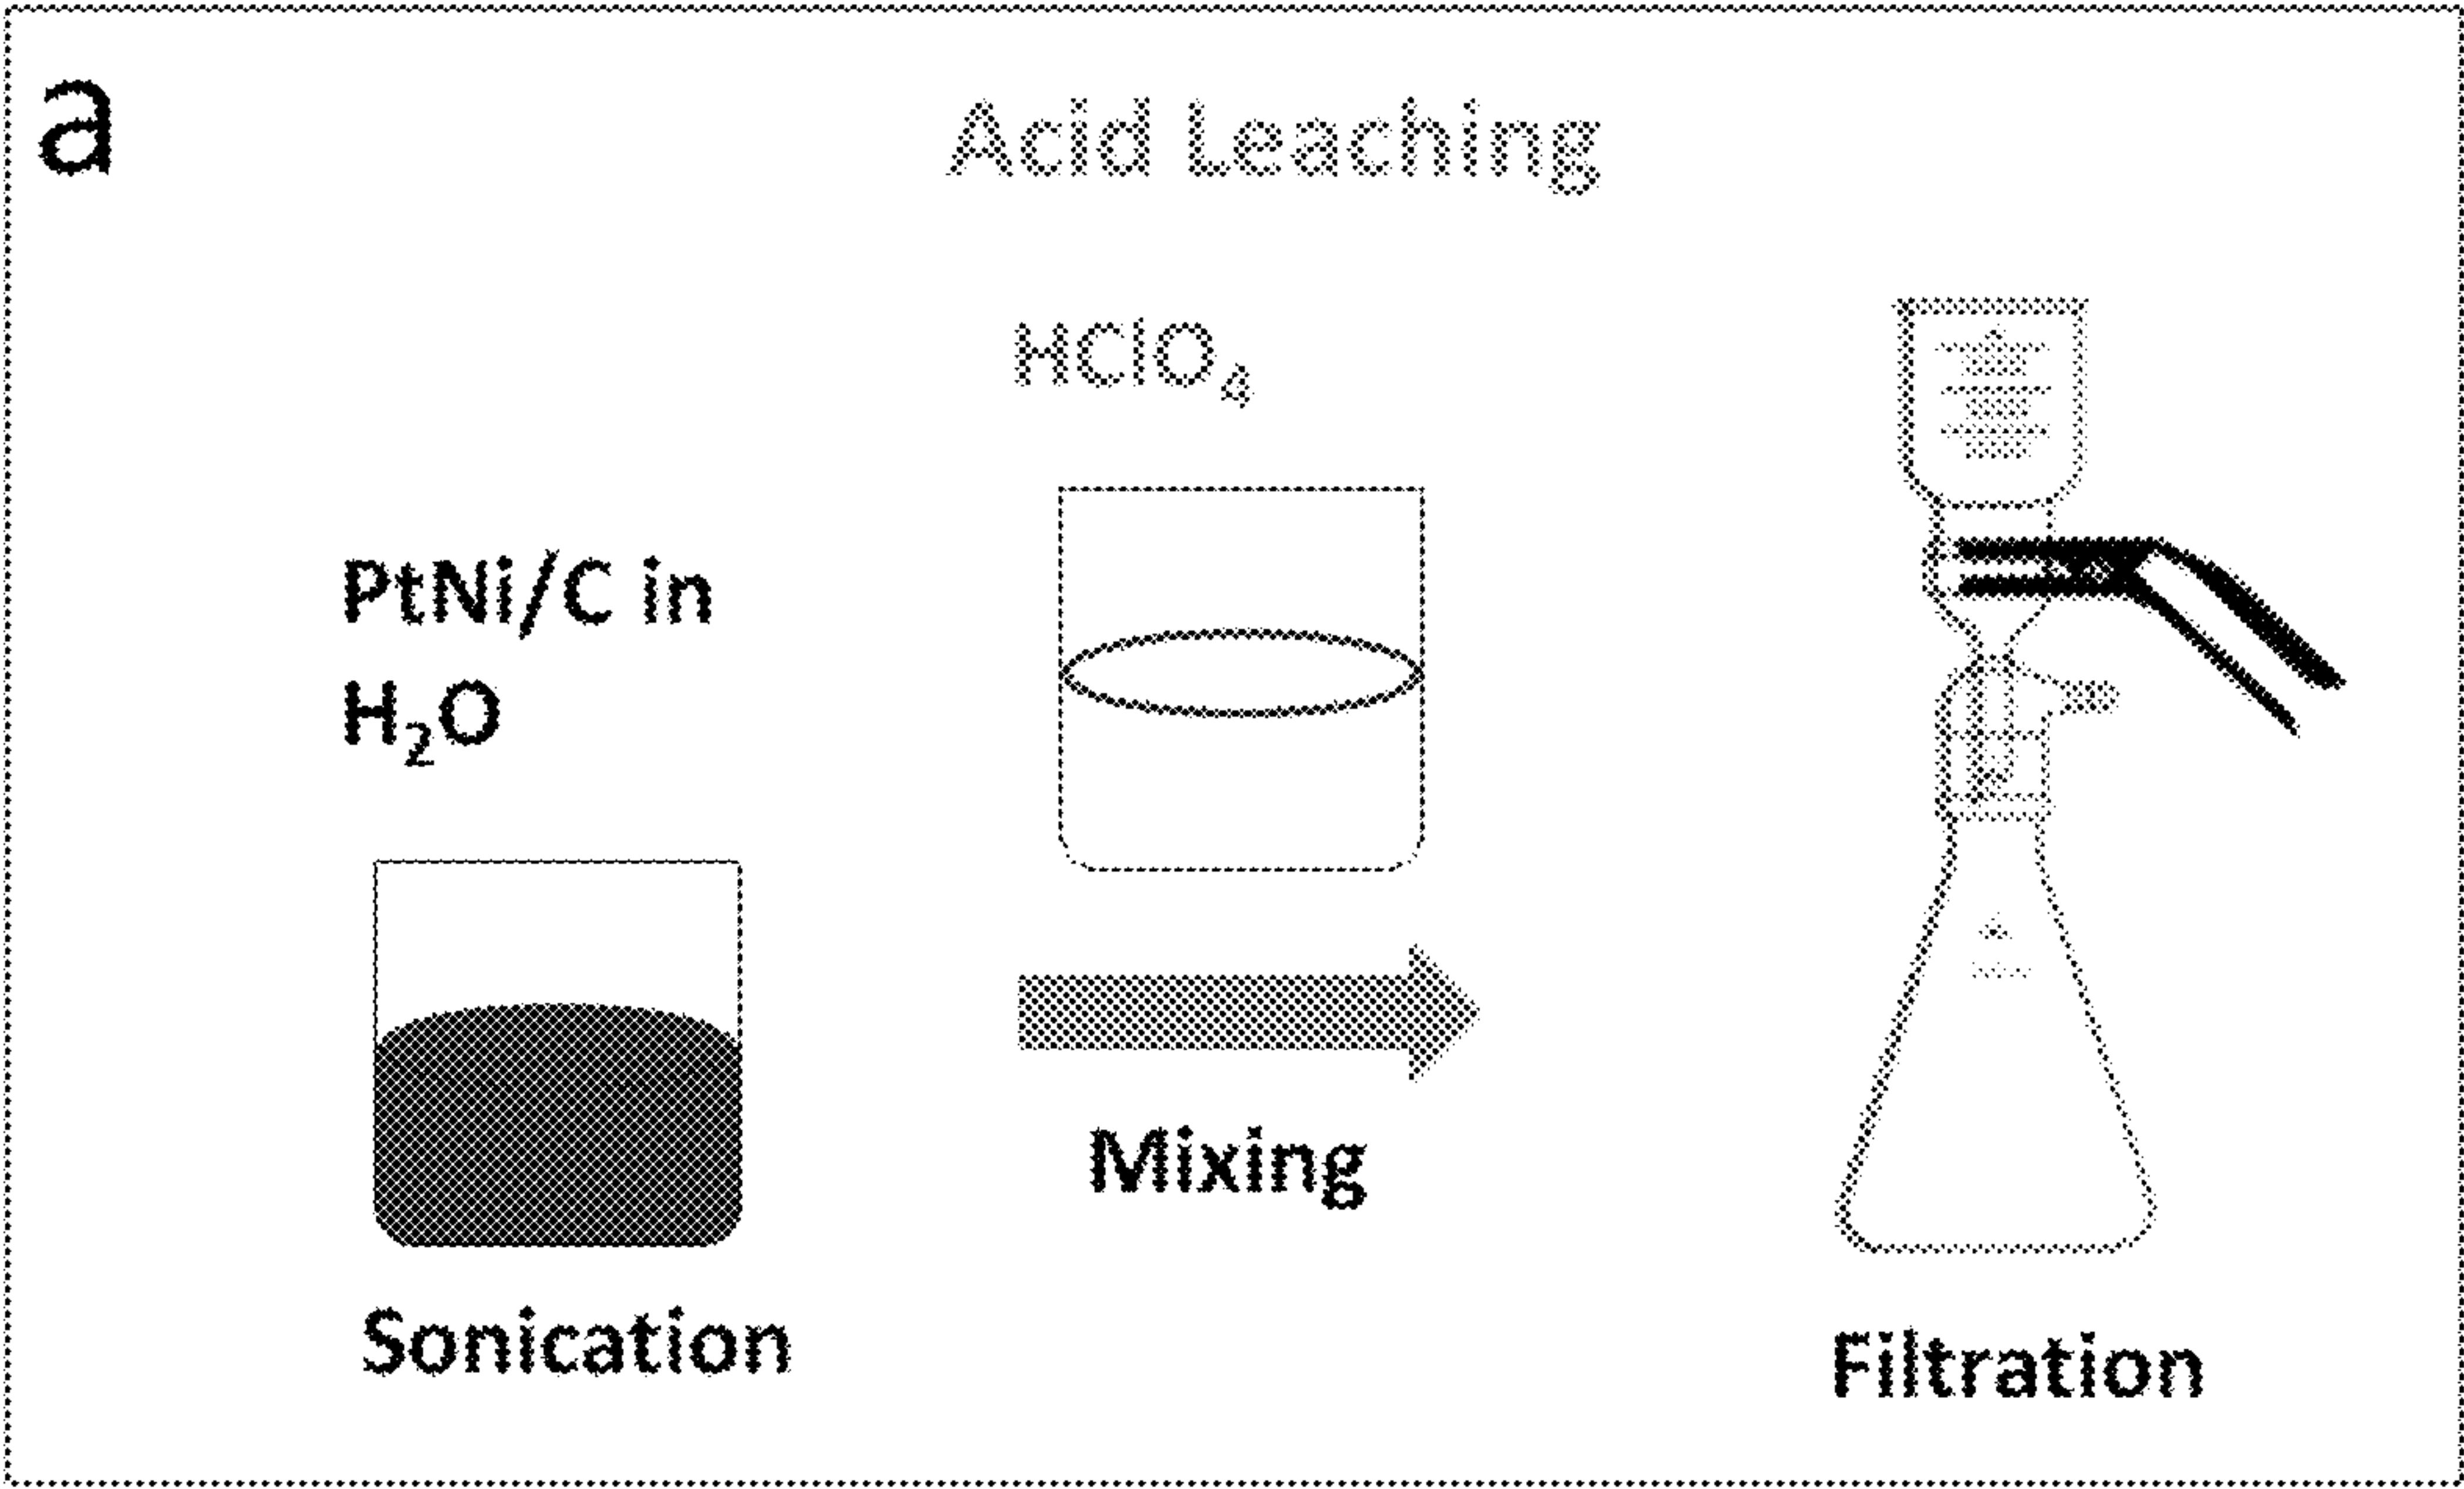 a
Acid Leaching
HClO₄
PtNi/C in
H₂O
Mixing
Sonication
Filtration